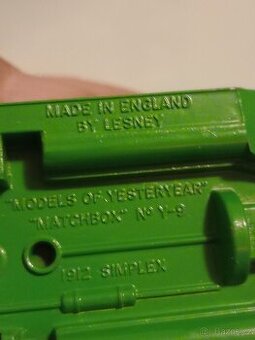 MADE IN ENGLAND
BY LESNEY
"MODELS OF YESTERYEAR"
"MATCHBOX" Nº Y-9
1912 SIMPLEX